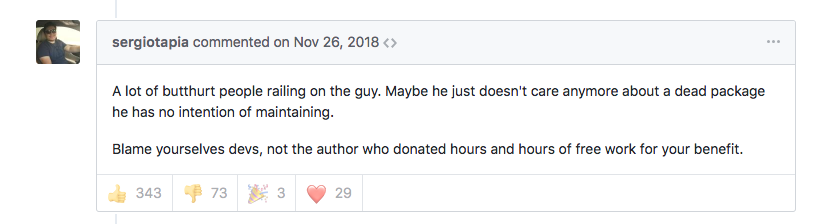 sergiotapia commented on Nov 26, 2018 <> ...
A lot of butthurt people railing on the guy. Maybe he just doesn't care anymore about a dead package
he has no intention of maintaining.
Blame yourselves devs, not the author who donated hours and hours of free work for your benefit.
👍 343 👎 73 🎉 3 ❤️ 29